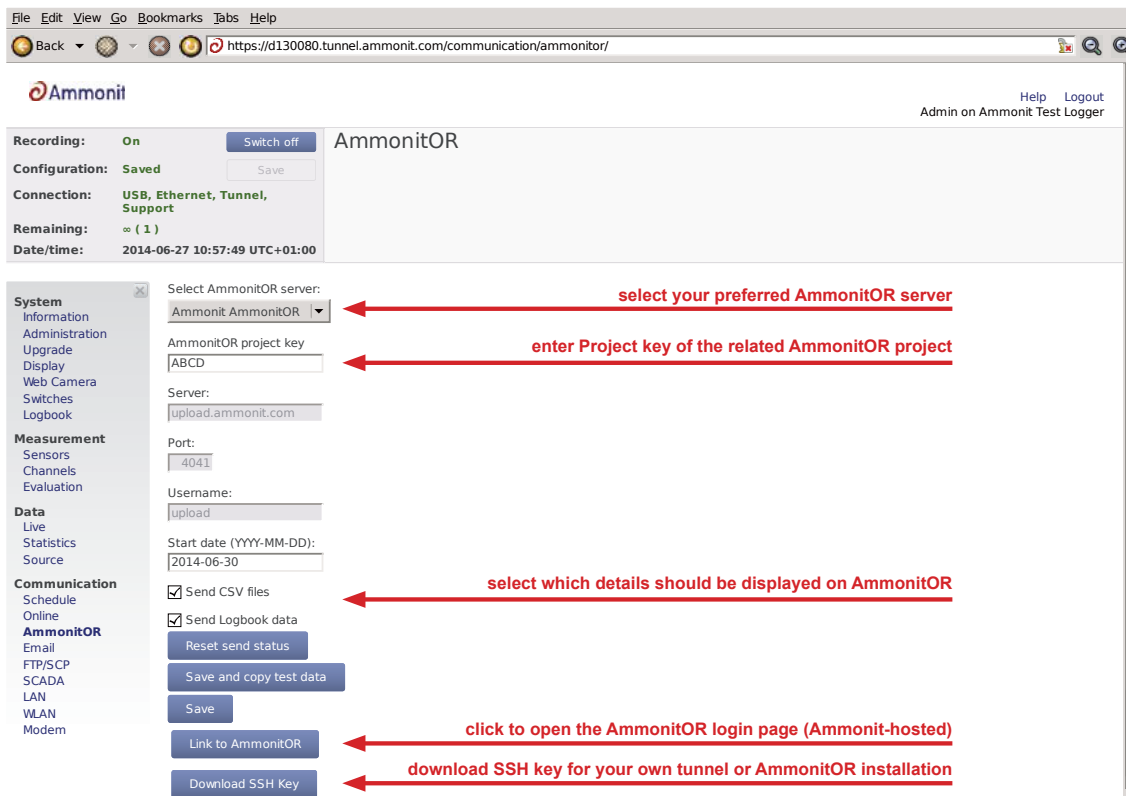 File Edit View Go Bookmarks Tabs Help
Back https://d130080.tunnel.ammonit.com/communication/ammonitor/
Ammonit
Help Logout
Admin on Ammonit Test Logger
Recording: On Switch off
AmmonitOR
Configuration: Saved Save
Connection: USB, Ethernet, Tunnel,
Support
Remaining: ∞ ( 1 )
Date/time: 2014-06-27 10:57:49 UTC+01:00
System
Information
Administration
Upgrade
Display
Web Camera
Switches
Logbook
Measurement
Sensors
Channels
Evaluation
Data
Live
Statistics
Source
Communication
Schedule
Online
AmmonitOR
Email
FTP/SCP
SCADA
LAN
WLAN
Modem
Select AmmonitOR server:
Ammonit AmmonitOR
select your preferred AmmonitOR server
AmmonitOR project key
ABCD
enter Project key of the related AmmonitOR project
Server:
upload.ammonit.com
Port:
4041
Username:
upload
Start date (YYYY-MM-DD):
2014-06-30
Send CSV files
select which details should be displayed on AmmonitOR
Send Logbook data
Reset send status
Save and copy test data
Save
Link to AmmonitOR
click to open the AmmonitOR login page (Ammonit-hosted)
Download SSH Key
download SSH key for your own tunnel or AmmonitOR installation